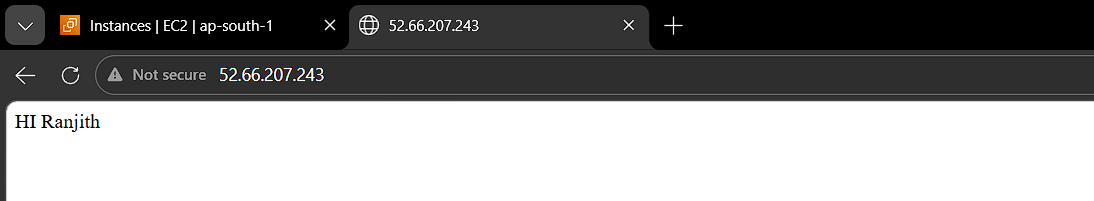 Instances | EC2 | ap-south-1
52.66.207.243
Not secure 52.66.207.243
HI Ranjith